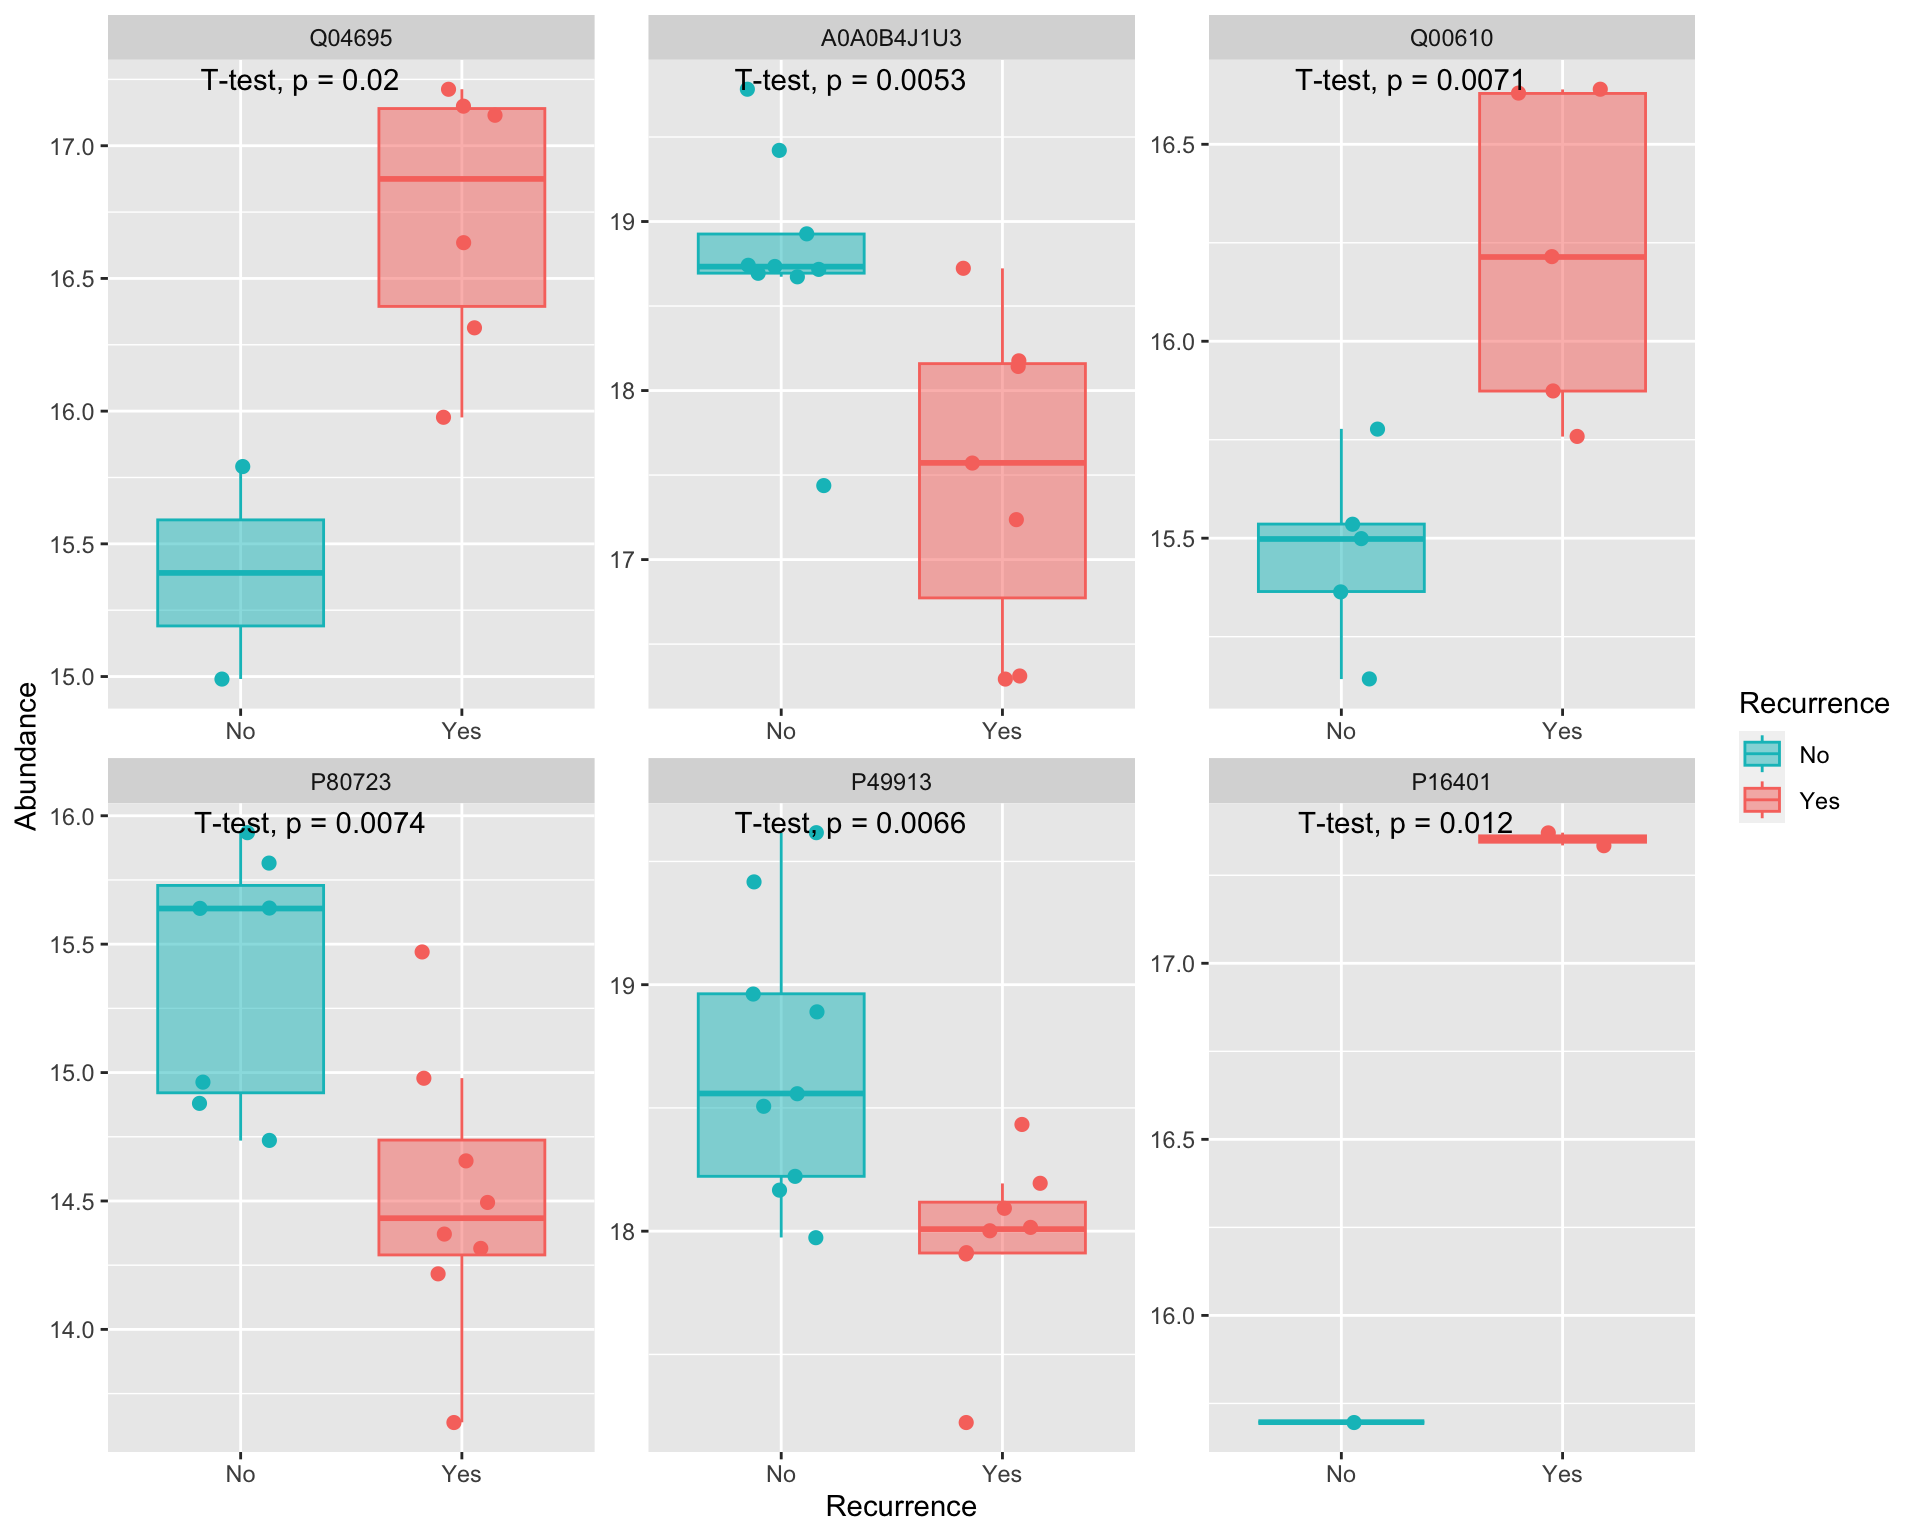 Q04695
T-test, p = 0.02
17.0
16.5
16.0
15.5
15.0
No Yes
A0A0B4J1U3
T-test, p = 0.0053
19
18
17
No Yes
Q00610
T-test, p = 0.0071
16.5
16.0
15.5
No Yes
P80723
T-test, p = 0.0074
16.0
15.5
15.0
14.5
14.0
No Yes
P49913
T-test, p = 0.0066
19
18
No Yes
P16401
T-test, p = 0.012
17.0
16.5
16.0
No Yes
Abundance
Recurrence
Recurrence
No
Yes